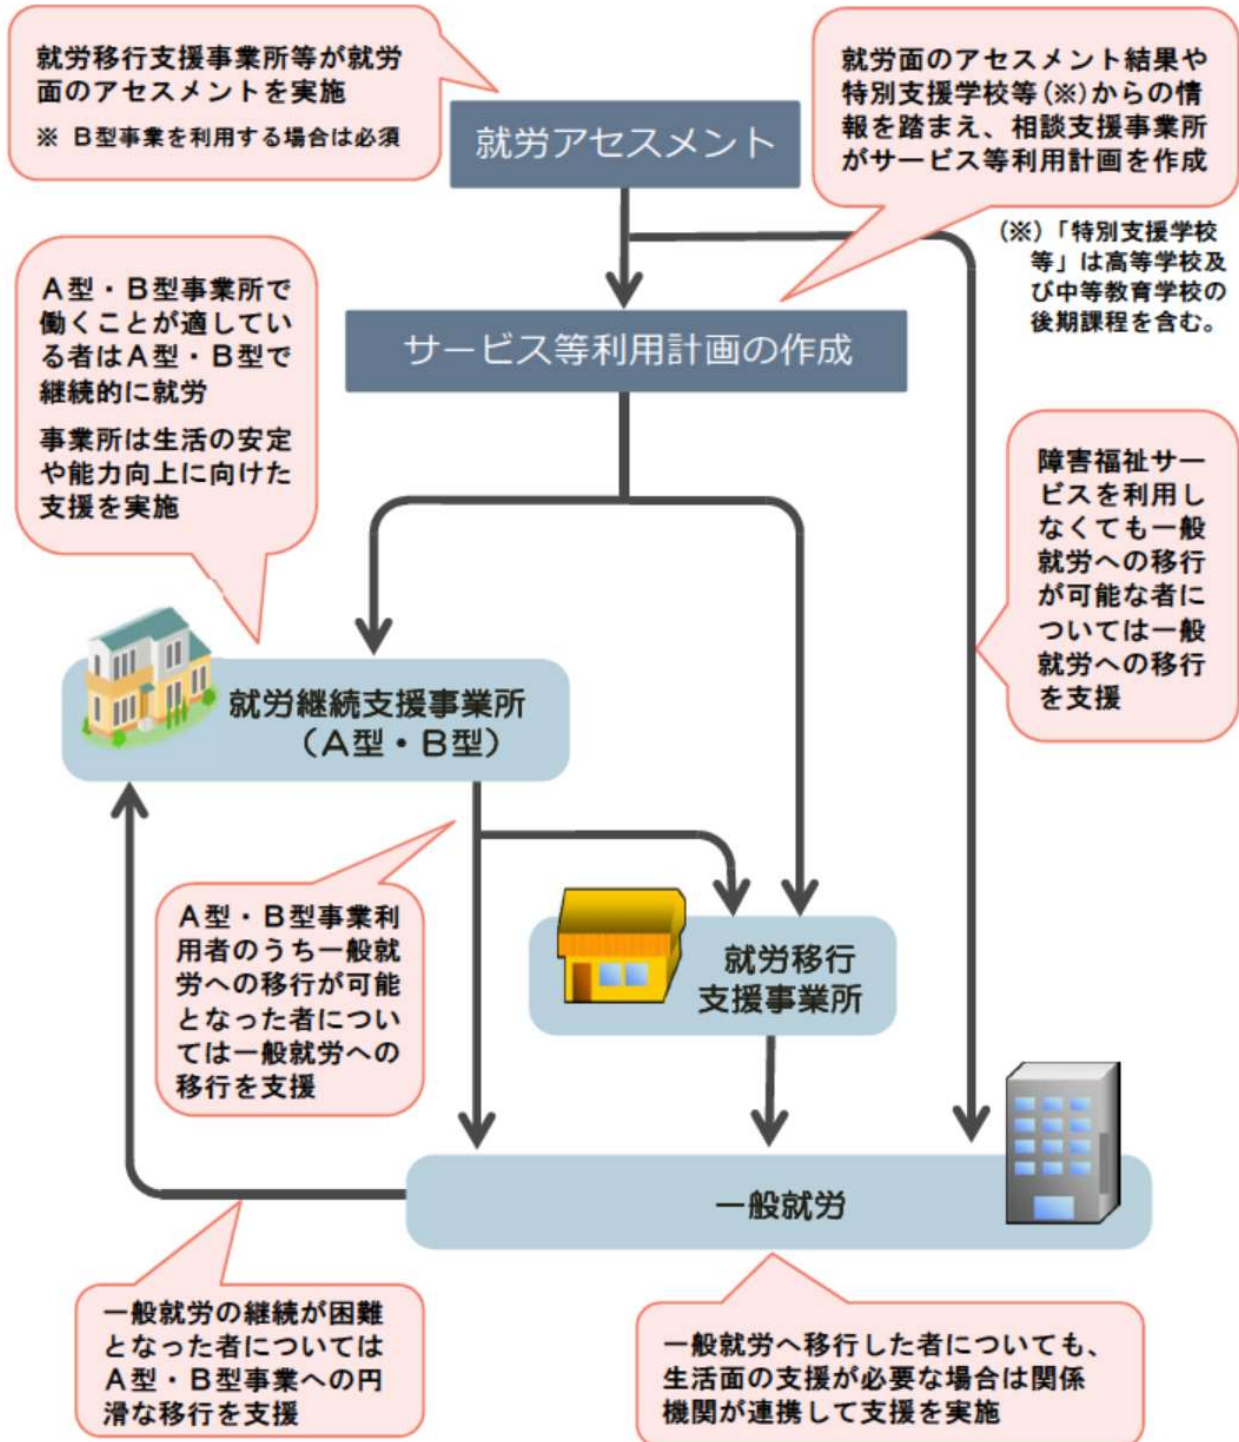 就労移行支援事業所等が就労
面のアセスメントを実施
※ B型事業を利用する場合は必須
就労アセスメント
就労面のアセスメント結果や
特別支援学校等(※)からの情
報を踏まえ、相談支援事業所
がサービス等利用計画を作成
(※)「特別支援学校
等」は高等学校及
び中等教育学校の
後期課程を含む。
A型・B型事業所で
働くことが適してい
る者はA型・B型で
継続的に就労
事業所は生活の安定
や能力向上に向けた
支援を実施
サービス等利用計画の作成
障害福祉サー
ビスを利用し
なくても一般
就労への移行
が可能な者に
ついては一般
就労への移行
を支援
就労継続支援事業所
(A型・B型)
A型・B型事業利
用者のうち一般就
労への移行が可能
となった者につい
ては一般就労への
移行を支援
就労移行
支援事業所
一般就労
一般就労の継続が困難
となった者については
A型・B型事業への円
滑な移行を支援
一般就労へ移行した者についても、
生活面の支援が必要な場合は関係
機関が連携して支援を実施